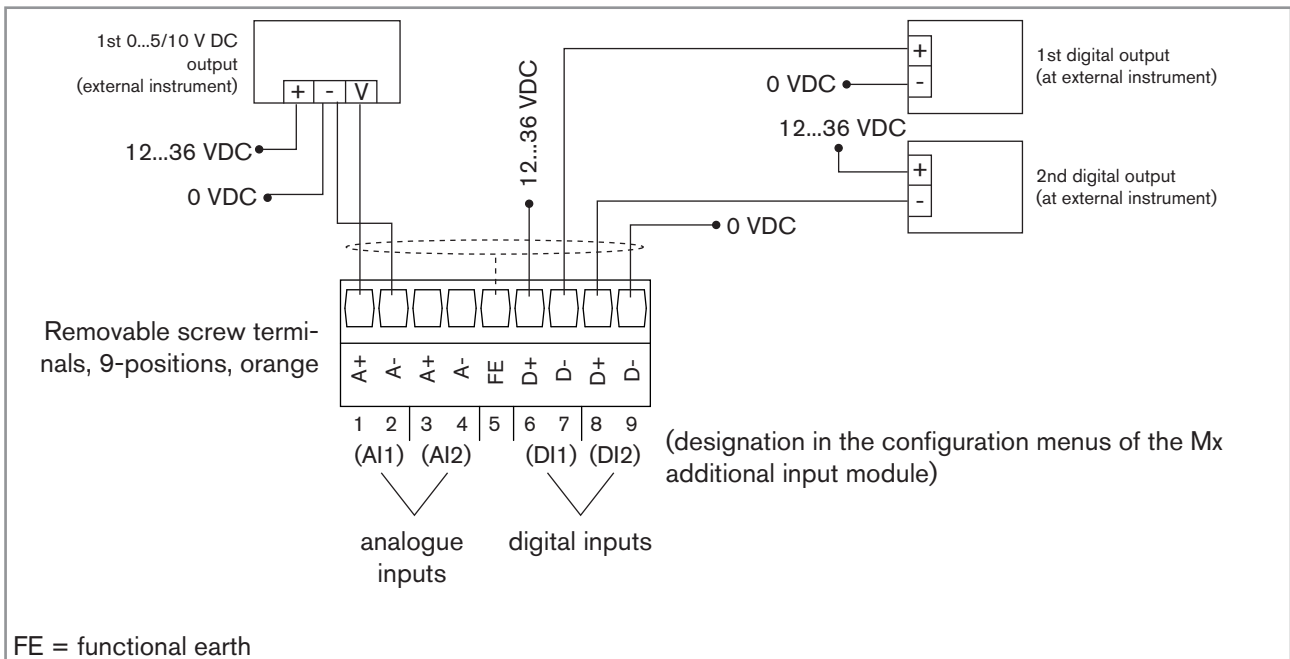 1st 0...5/10 V DC
output
(external instrument)
+ - V
12...36 VDC
0 VDC
12...36 VDC
0 VDC
+
-
1st digital output
(at external instrument)
12...36 VDC
+
-
2nd digital output
(at external instrument)
0 VDC
Removable screw termi-
nals, 9-positions, orange
A+ A- A+ A- FE D+ D- D+ D-
1 2 3 4 5 6 7 8 9
(AI1) (AI2) (DI1) (DI2)
(designation in the configuration menus of the Mx
additional input module)
analogue
inputs
digital inputs
FE = functional earth